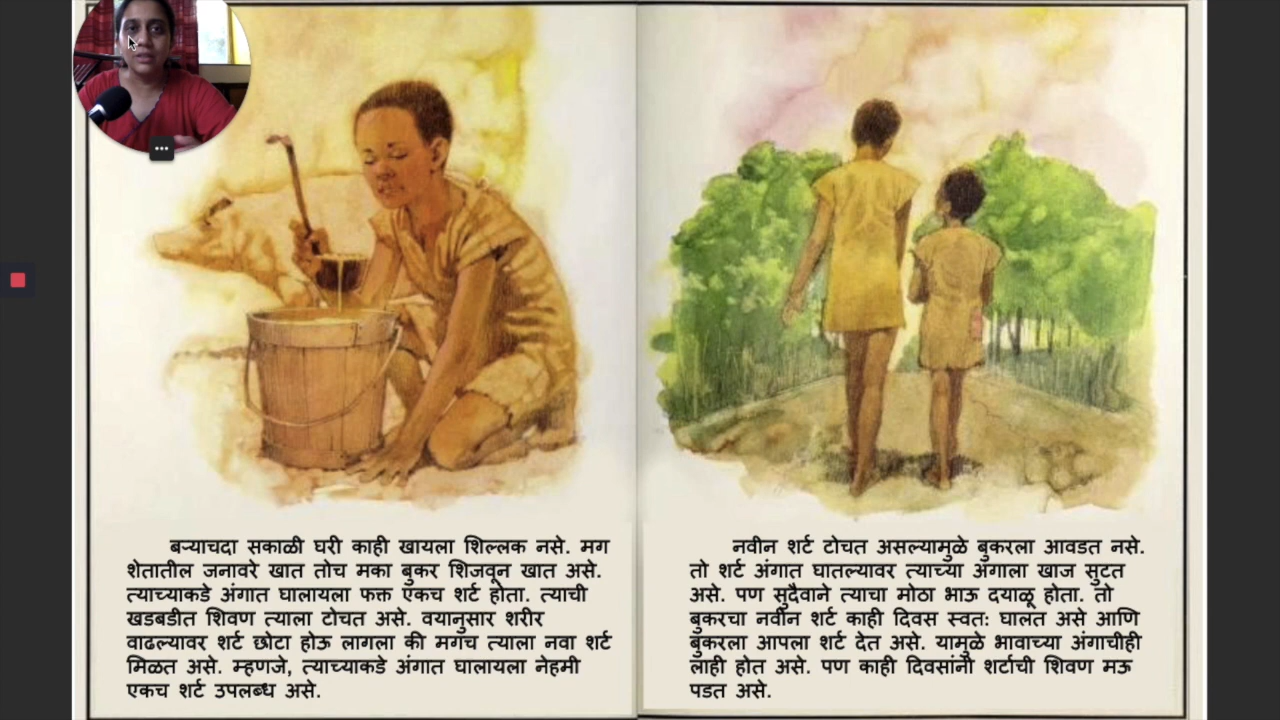 बऱ्याचदा सकाळी घरी काही खायला शिल्लक नसे. मग
शेतातील जनावरे खात तोच मका बुकर शिजवून खात असे.
त्याच्याकडे अंगात घालायला फक्त एकच शर्ट होता. त्याची
खडबडीत शिवण त्याला टोचत असे. वयानुसार शरीर
वाढल्यावर शर्ट छोटा होऊ लागला की मगच त्याला नवा शर्ट
मिळत असे. म्हणजे, त्याच्याकडे अंगात घालायला नेहमी
एकच शर्ट उपलब्ध असे.
नवीन शर्ट टोचत असल्यामुळे बुकरला आवडत नसे.
तो शर्ट अंगात घातल्यावर त्याच्या अंगाला खाज सुटत
असे. पण सुदैवाने त्याचा मोठा भाऊ दयाळू होता. तो
बुकरचा नवीन शर्ट काही दिवस स्वतः घालत असे आणि
बुकरला आपला शर्ट देत असे. यामुळे भावाच्या अंगाचीही
लाही होत असे. पण काही दिवसांनी शर्टाची शिवण मऊ
पडत असे.